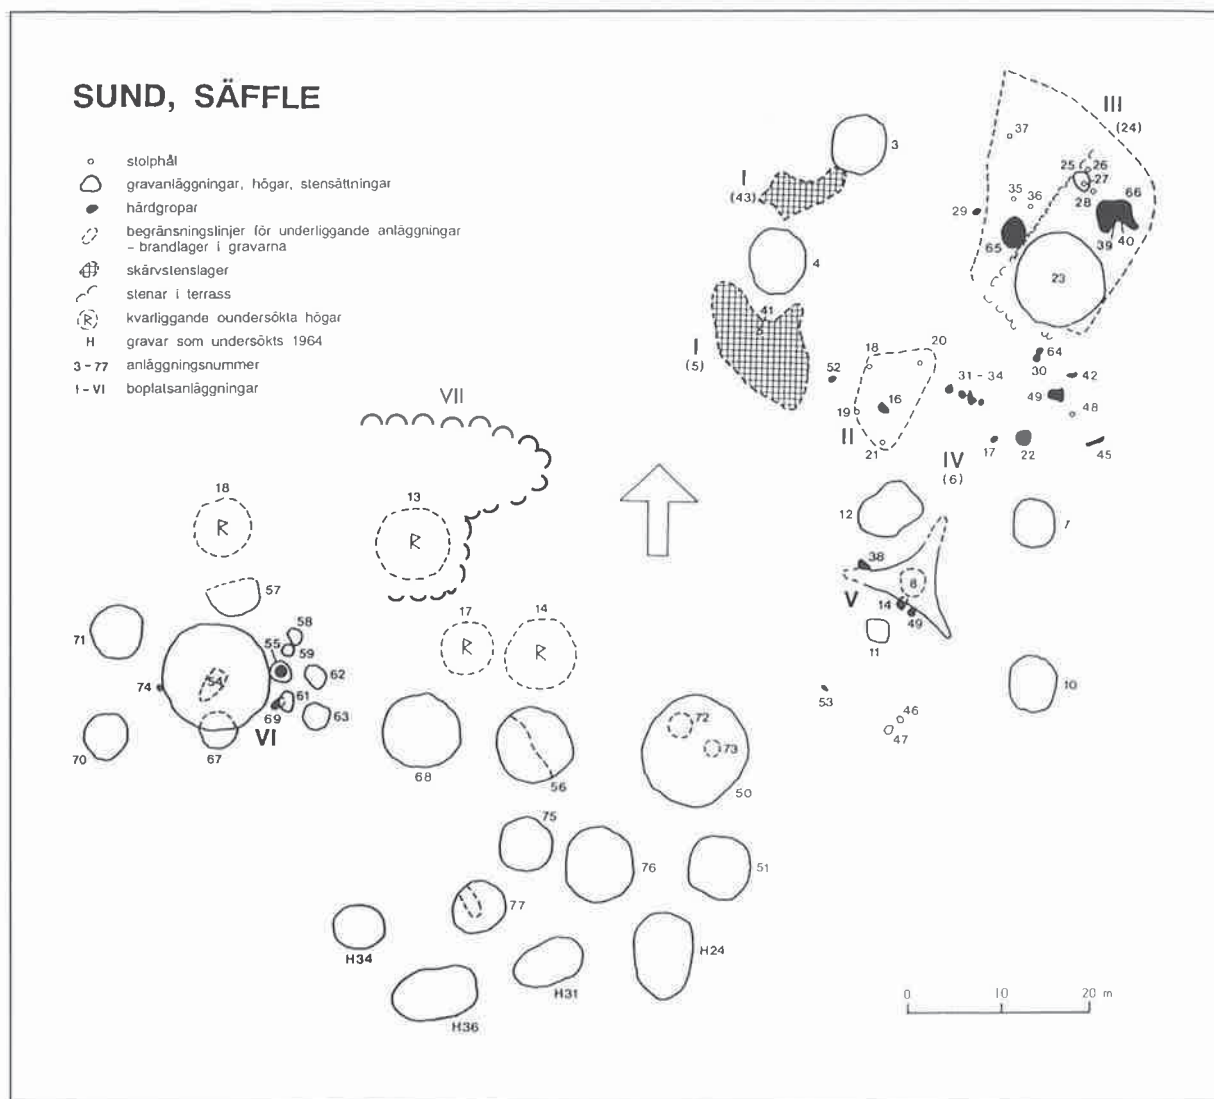 SUND, SÄFFLE
stolphål
gravanläggningar, högar, stensättningar
härdgropar
begränsningslinjer för underliggande anläggningar
– brandlager i gravarna
skärvstenslager
stenar i terrass
R kvarliggande oundersökta högar
H gravar som undersökts 1964
3 – 77 anläggningsnummer
I – VI boplatsanläggningar
3
I
(43)
4
41
5
I
(5)
III
(24)
37
25
26
27
28
35
36
66
29
65
39
40
23
64
30
42
31 - 34
49
48
17
22
45
IV
(6)
18
20
52
16
19
II
21
VII
18
R
13
R
12
1
38
8
V
14
49
11
10
53
46
47
57
17
R
14
R
71
58
55
59
62
54
74
61
69
63
VI
70
67
68
56
72
73
50
75
76
51
77
H34
H24
H31
H36
0 10 20 m